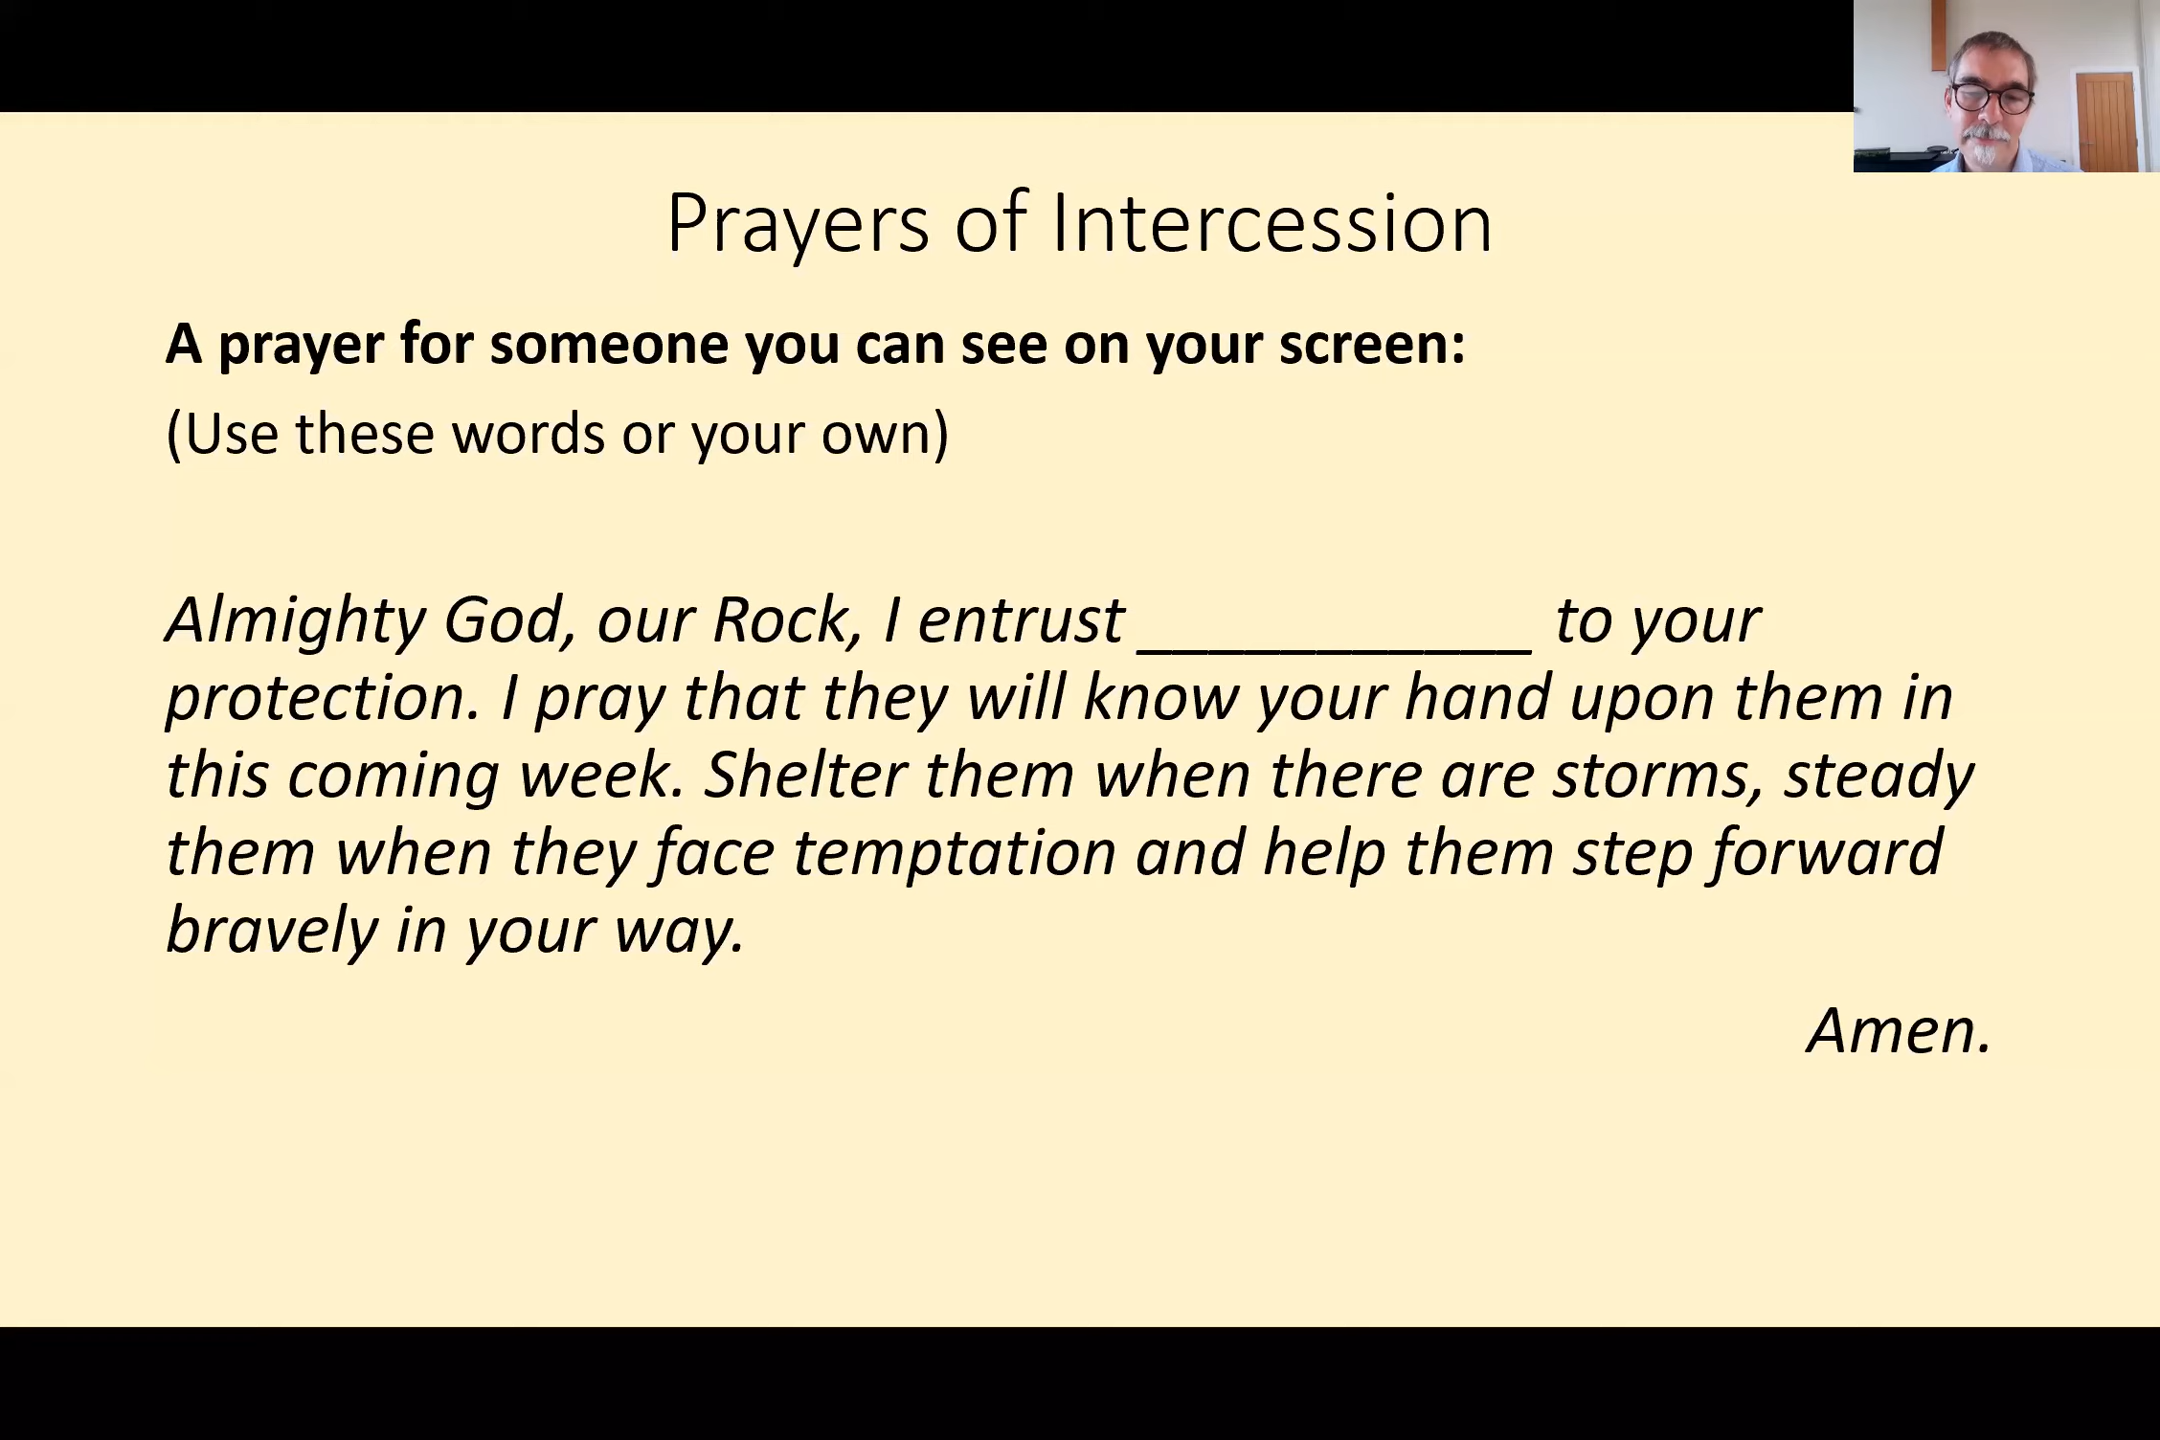 Prayers of Intercession
A prayer for someone you can see on your screen:
(Use these words or your own)
Almighty God, our Rock, I entrust ___________ to your
protection. I pray that they will know your hand upon them in
this coming week. Shelter them when there are storms, steady
them when they face temptation and help them step forward
bravely in your way.
Amen.